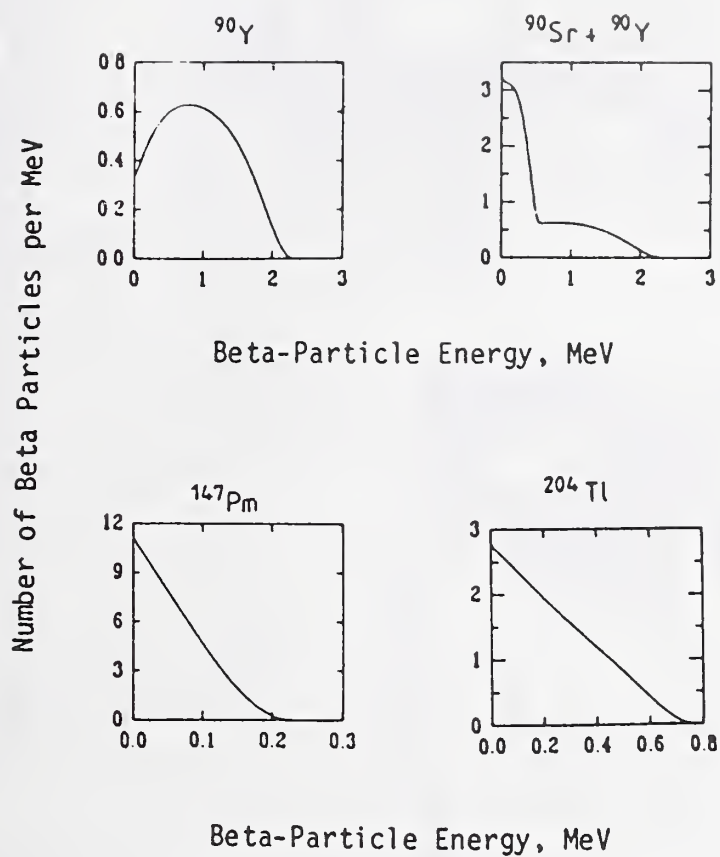 ⁹⁰Y
⁹⁰Sr + ⁹⁰Y
0 8
0.6
0.4
0.2
0 0
0 1 2 3
3
2
1
0
0 1 2 3
Number of Beta Particles per MeV
Beta-Particle Energy, MeV
¹⁴⁷Pm
²⁰⁴Tl
12
9
6
3
0
0.0 0.1 0.2 0.3
3
2
1
0
0.0 0.2 0.4 0.6 0.8
Beta-Particle Energy, MeV